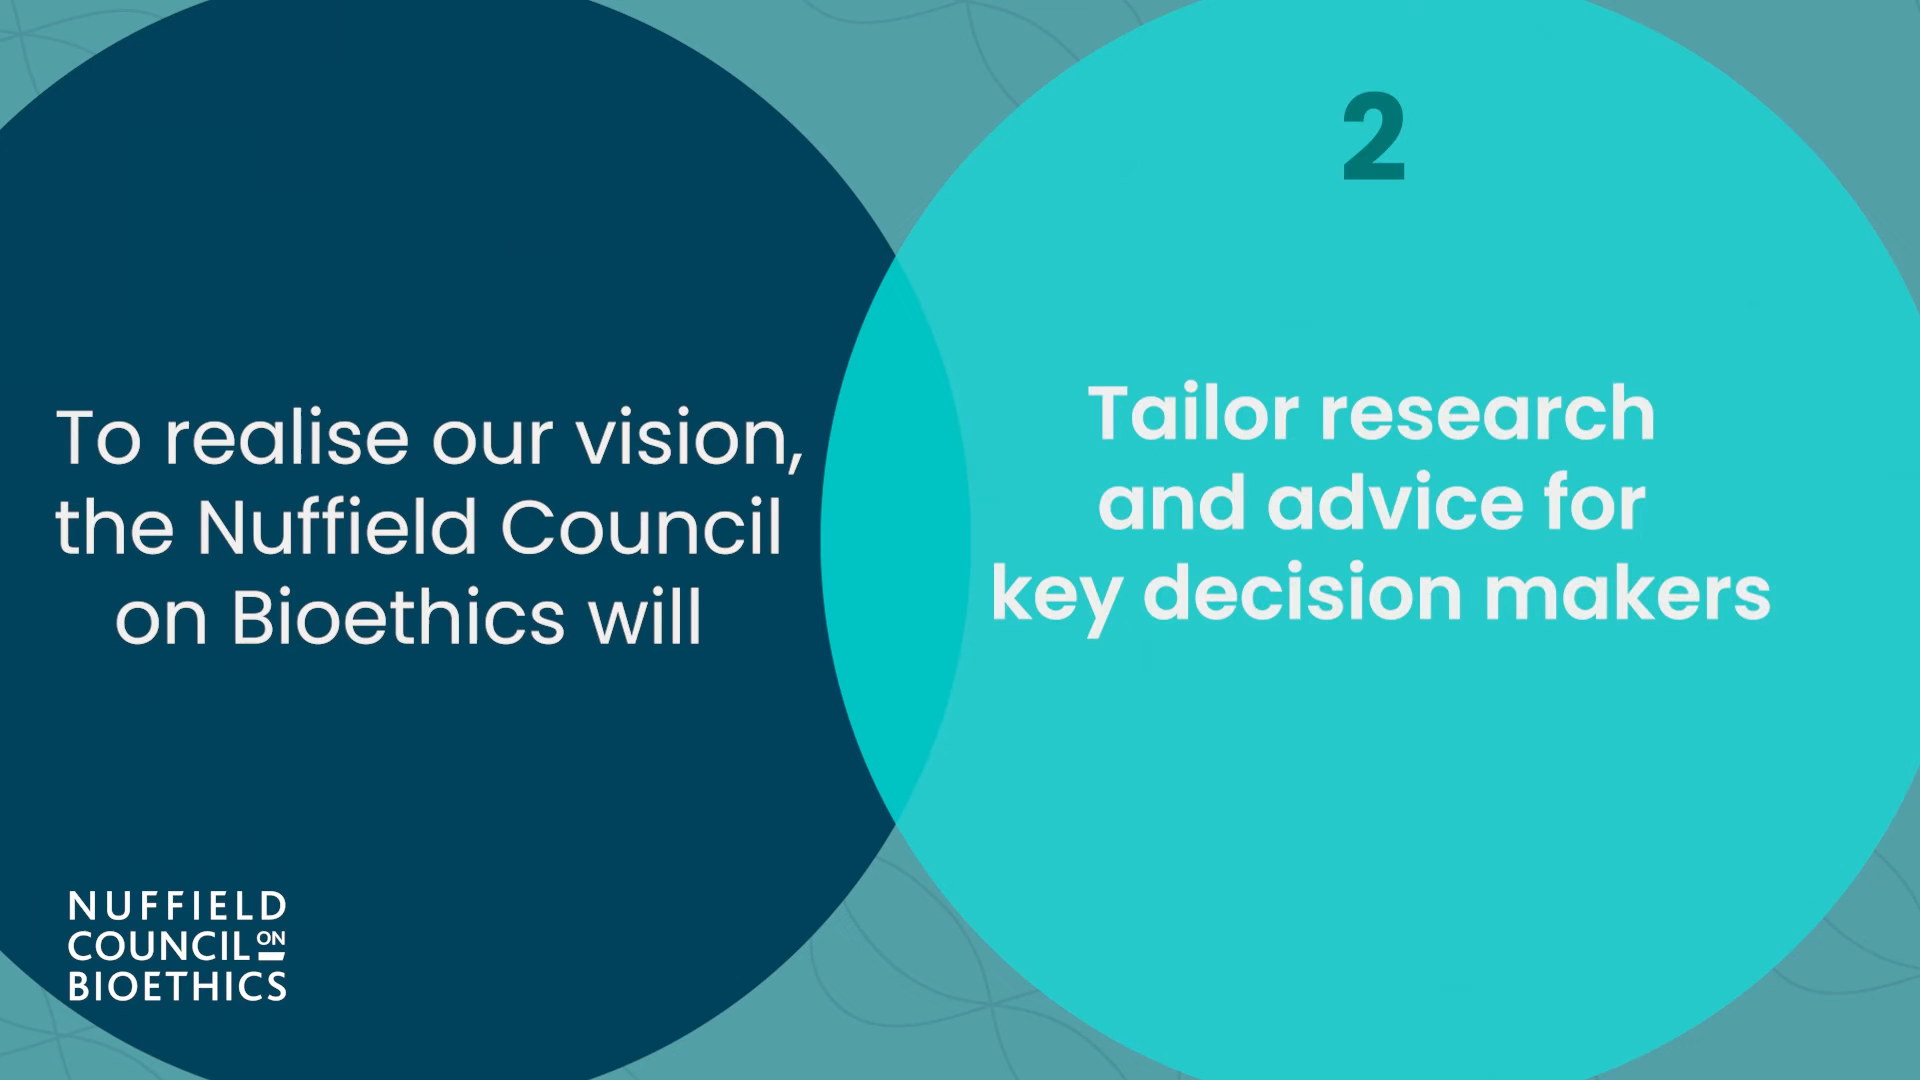 To realise our vision,
the Nuffield Council
on Bioethics will
2
Tailor research
and advice for
key decision makers
NUFFIELD
COUNCIL ON
BIOETHICS